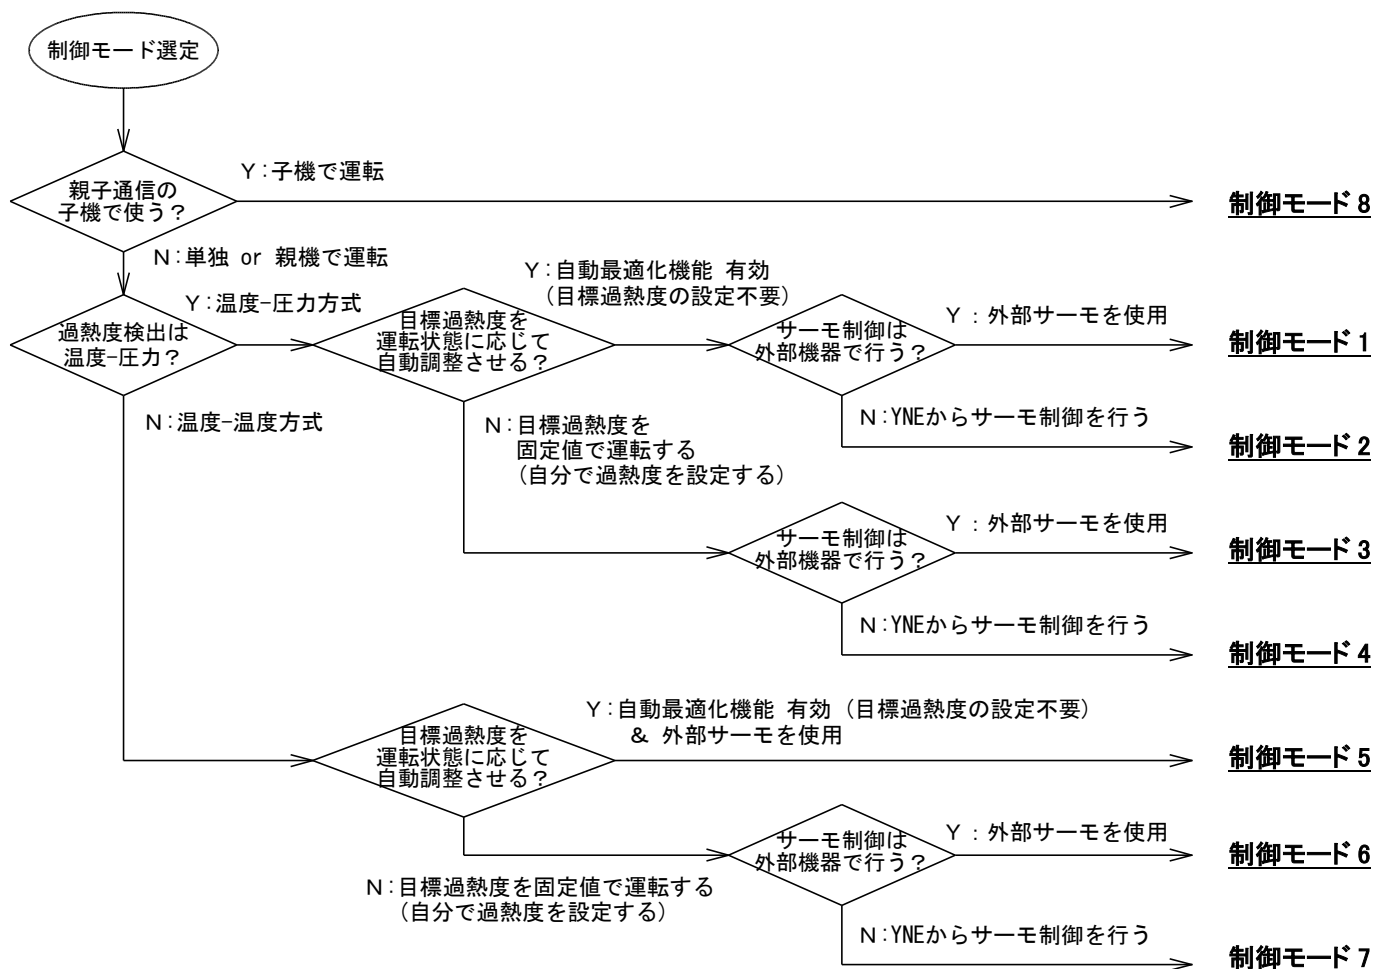 制御モード選定
親子通信の
子機で使う？
Y：子機で運転
制御モード 8
N：単独 or 親機で運転
過熱度検出は
温度-圧力？
Y：温度-圧力方式
目標過熱度を
運転状態に応じて
自動調整させる？
Y：自動最適化機能 有効
（目標過熱度の設定不要）
サーモ制御は
外部機器で行う？
Y ：外部サーモを使用
制御モード 1
N：YNEからサーモ制御を行う
制御モード 2
N：目標過熱度を
固定値で運転する
（自分で過熱度を設定する）
サーモ制御は
外部機器で行う？
Y ：外部サーモを使用
制御モード 3
N：YNEからサーモ制御を行う
制御モード 4
N：温度-温度方式
目標過熱度を
運転状態に応じて
自動調整させる？
Y：自動最適化機能 有効（目標過熱度の設定不要）
& 外部サーモを使用
制御モード 5
N：目標過熱度を固定値で運転する
（自分で過熱度を設定する）
サーモ制御は
外部機器で行う？
Y ：外部サーモを使用
制御モード 6
N：YNEからサーモ制御を行う
制御モード 7